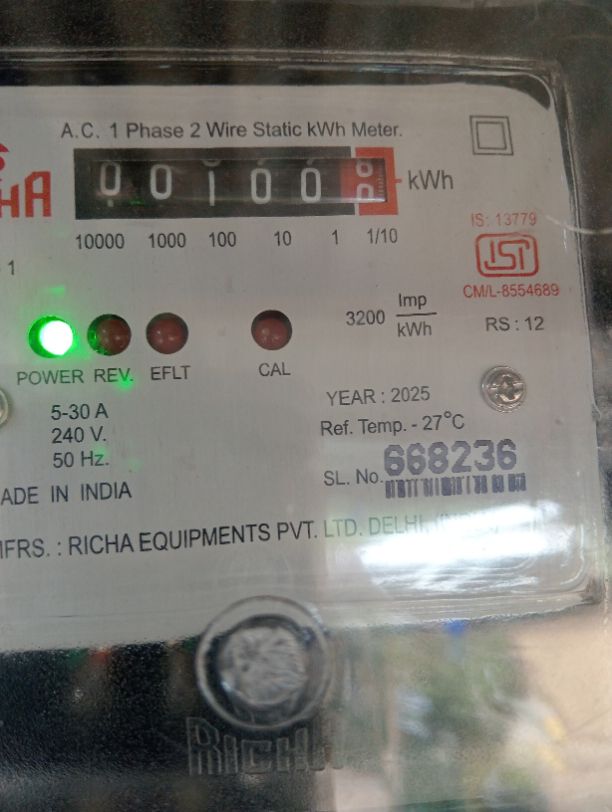 A.C. 1 Phase 2 Wire Static kWh Meter.
HA
0 0 1 0 0 kWh
10000 1000 100 10 1 1/10
IS: 13779
ISI
CM/L-8554689
1
3200 Imp/kWh
RS : 12
POWER REV. EFLT CAL
5-30 A
240 V.
50 Hz.
YEAR : 2025
Ref. Temp. - 27°C
SL. No. 668236
ADE IN INDIA
MFRS. : RICHA EQUIPMENTS PVT. LTD. DELHI,
RICHA